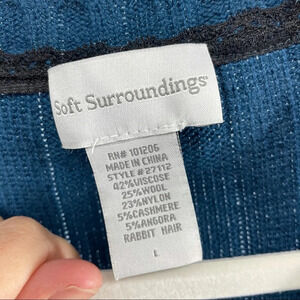 Soft Surroundings®
RN# 101206
MADE IN CHINA
STYLE #27112
42%VISCOSE
25%WOOL
23%NYLON
5%CASHMERE
5%ANGORA
RABBIT HAIR
L